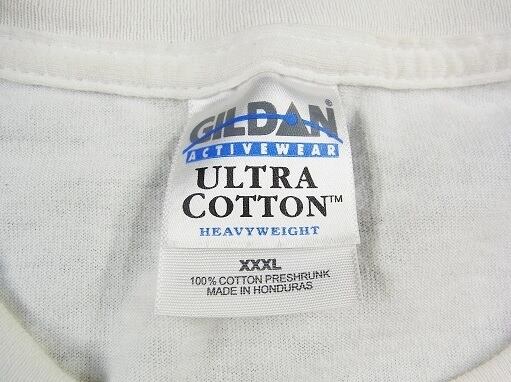 GILDAN®
ACTIVEWEAR
ULTRA
COTTON™
HEAVYWEIGHT
XXXL
100% COTTON PRESHRUNK
MADE IN HONDURAS